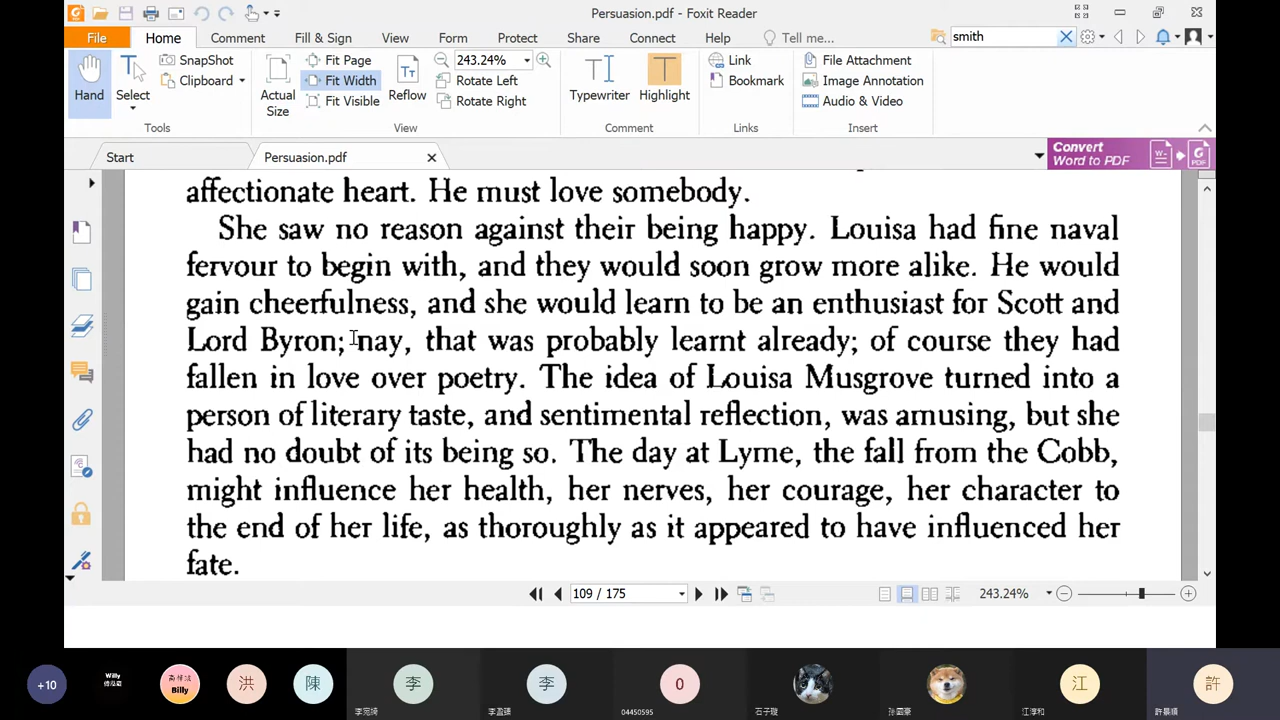 Persuasion.pdf - Foxit Reader
File Home Comment Fill & Sign View Form Protect Share Connect Help Tell me... smith
Hand
Select
SnapShot
Clipboard
Tools
Actual
Size
Fit Page
Fit Width
Fit Visible
Reflow
243.24%
Rotate Left
Rotate Right
View
Typewriter
Highlight
Comment
Link
Bookmark
Links
File Attachment
Image Annotation
Audio & Video
Insert
Start
Persuasion.pdf
Convert
Word to PDF
affectionate heart. He must love somebody.
She saw no reason against their being happy. Louisa had fine naval
fervour to begin with, and they would soon grow more alike. He would
gain cheerfulness, and she would learn to be an enthusiast for Scott and
Lord Byron; nay, that was probably learnt already; of course they had
fallen in love over poetry. The idea of Louisa Musgrove turned into a
person of literary taste, and sentimental reflection, was amusing, but she
had no doubt of its being so. The day at Lyme, the fall from the Cobb,
might influence her health, her nerves, her courage, her character to
the end of her life, as thoroughly as it appeared to have influenced her
fate.
109 / 175
243.24%
+10
Willy
Billy
洪
陳
李
李
0
04450595
江
江淳和
許